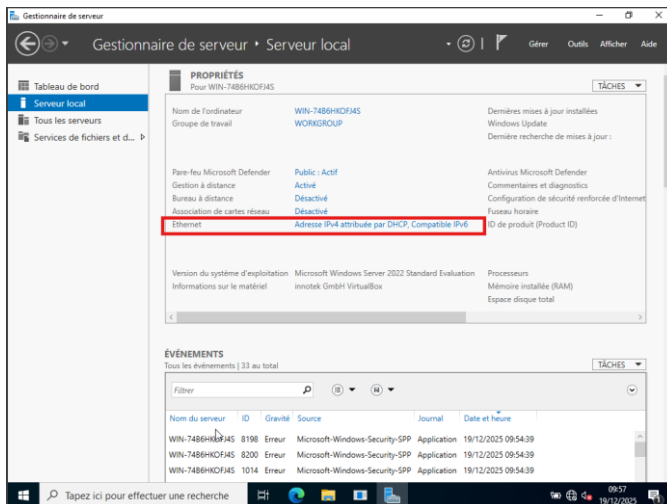 Gestionnaire de serveur
Gestionnaire de serveur ‣ Serveur local
Gérer Outils Afficher Aide
Tableau de bord
Serveur local
Tous les serveurs
Services de fichiers et d...
PROPRIÉTÉS
Pour WIN-74B6HKOFJ4S
TÂCHES
Nom de l'ordinateur WIN-74B6HKOFJ4S Dernières mises à jour installées
Groupe de travail WORKGROUP Windows Update
Dernière recherche de mises à jour :
Pare-feu Microsoft Defender Public : Actif Antivirus Microsoft Defender
Gestion à distance Activé Commentaires et diagnostics
Bureau à distance Désactivé Configuration de sécurité renforcée d'Internet
Association de cartes réseau Désactivé Fuseau horaire
Ethernet Adresse IPv4 attribuée par DHCP, Compatible IPv6 ID de produit (Product ID)
Version du système d'exploitation Microsoft Windows Server 2022 Standard Evaluation Processeurs
Informations sur le matériel innotek GmbH VirtualBox Mémoire installée (RAM)
Espace disque total
ÉVÉNEMENTS
Tous les événements | 33 au total
TÂCHES
Filtrer
Nom du serveur ID Gravité Source Journal Date et heure
WIN-74B6HKOFJ4S 8198 Erreur Microsoft-Windows-Security-SPP Application 19/12/2025 09:54:39
WIN-74B6HKOFJ4S 8200 Erreur Microsoft-Windows-Security-SPP Application 19/12/2025 09:54:39
WIN-74B6HKOFJ4S 1014 Erreur Microsoft-Windows-Security-SPP Application 19/12/2025 09:54:39
Tapez ici pour effectuer une recherche
09:57
19/12/2025